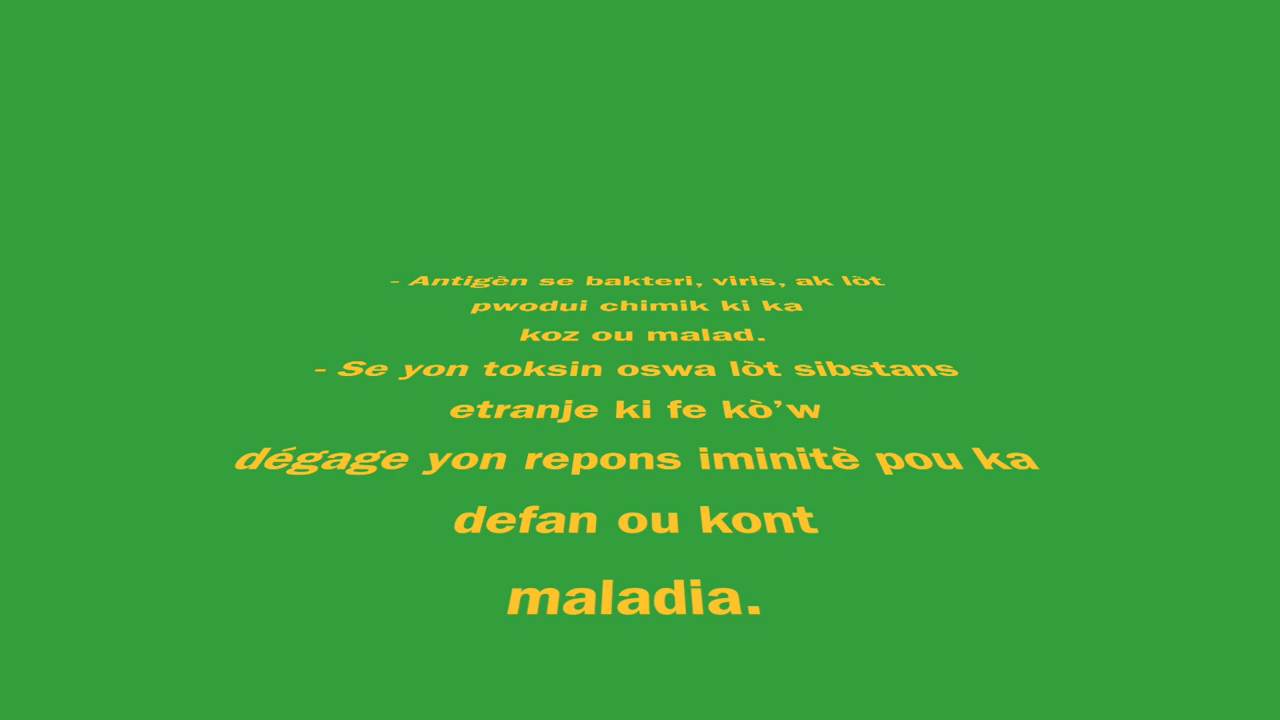 - Antigèn se bakteri, viris, ak lòt
pwodui chimik ki ka
koz ou malad.
- Se yon toksin oswa lòt sibstans
etranje ki fe kò’w
dégage yon repons iminitè pou ka
defan ou kont
maladia.